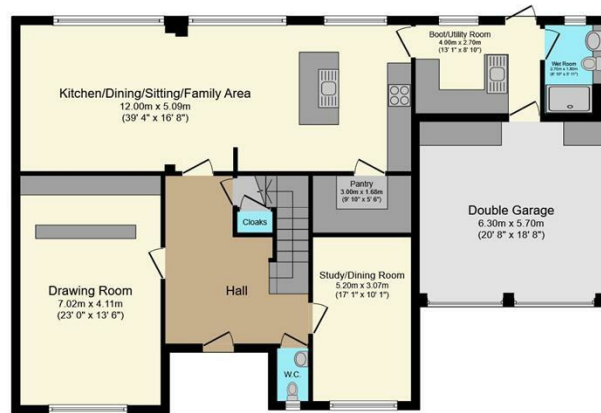 Boot/Utility Room
4.00m x 2.70m
(13' 1" x 8' 10")
Wet Room
Kitchen/Dining/Sitting/Family Area
12.00m x 5.09m
(39' 4" x 16' 8")
Pantry
3.00m x 1.68m
(9' 10" x 5' 6")
Cloaks
Double Garage
6.30m x 5.70m
(20' 8" x 18' 8")
Study/Dining Room
5.20m x 3.07m
(17' 1" x 10' 1")
Drawing Room
7.02m x 4.11m
(23' 0" x 13' 6")
Hall
W.C.